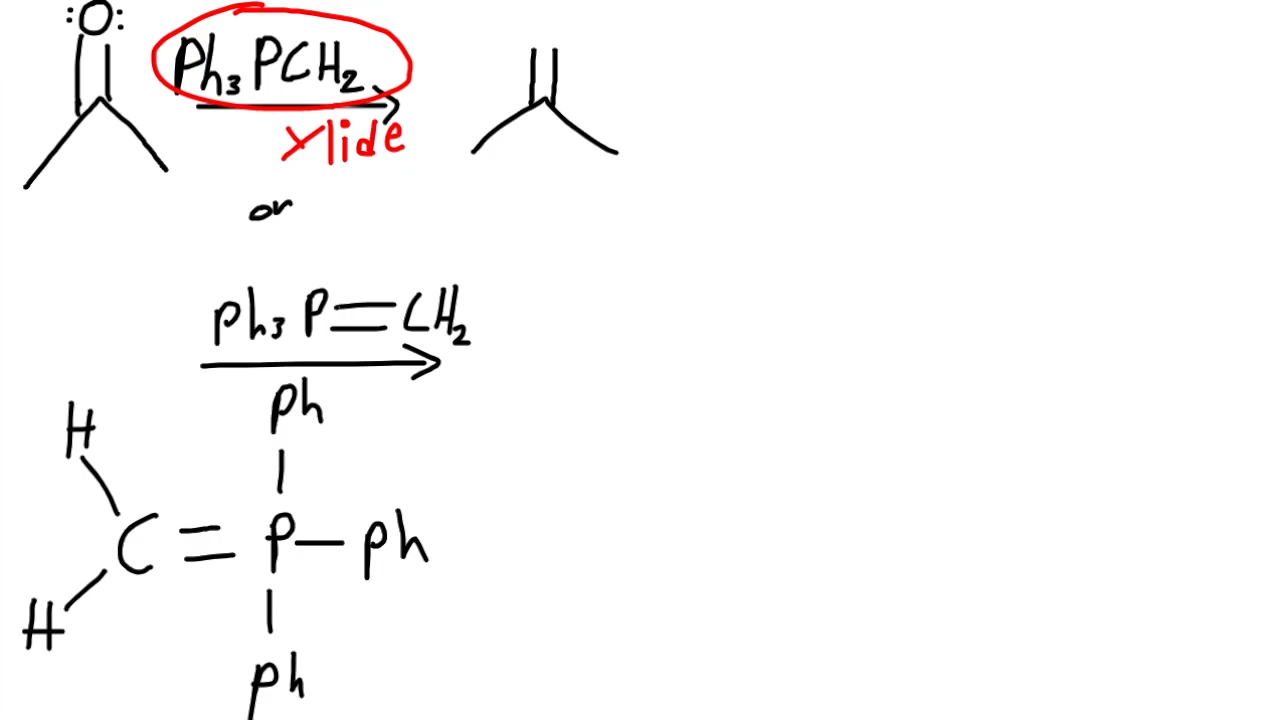 :O:
Ph₃PCH₂
Ylide
or
Ph₃P=CH₂
Ph
H
C=P—Ph
H
Ph